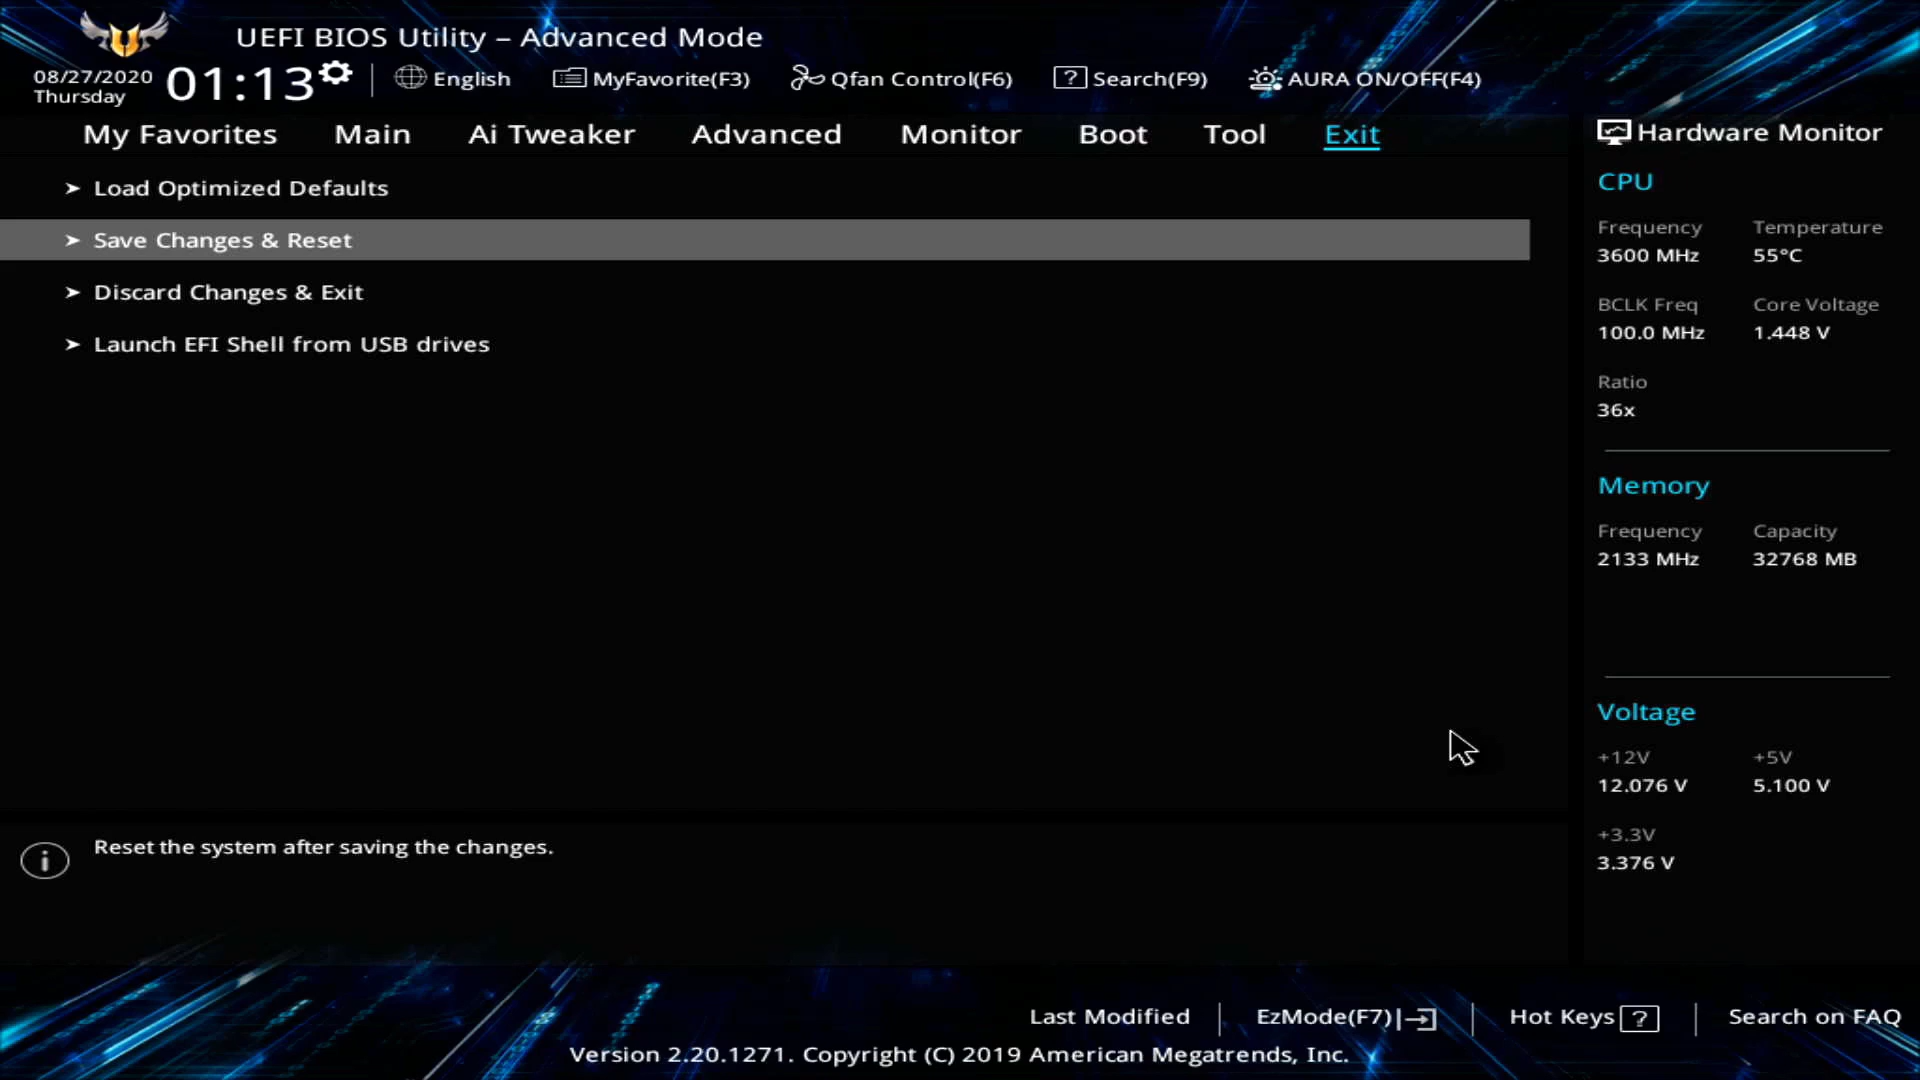 UEFI BIOS Utility – Advanced Mode
08/27/2020
Thursday
01:13
English
MyFavorite(F3)
Qfan Control(F6)
? Search(F9)
AURA ON/OFF(F4)
My Favorites Main Ai Tweaker Advanced Monitor Boot Tool Exit
Load Optimized Defaults
Save Changes & Reset
Discard Changes & Exit
Launch EFI Shell from USB drives
Reset the system after saving the changes.
Hardware Monitor
CPU
Frequency Temperature
3600 MHz 55°C
BCLK Freq Core Voltage
100.0 MHz 1.448 V
Ratio
36x
Memory
Frequency Capacity
2133 MHz 32768 MB
Voltage
+12V +5V
12.076 V 5.100 V
+3.3V
3.376 V
Last Modified
EzMode(F7)
Hot Keys ?
Search on FAQ
Version 2.20.1271. Copyright (C) 2019 American Megatrends, Inc.